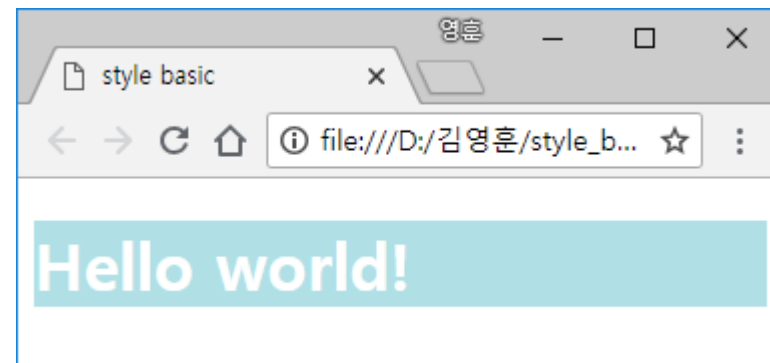 영훈
style basic
file:///D:/김영훈/style_b...
Hello world!